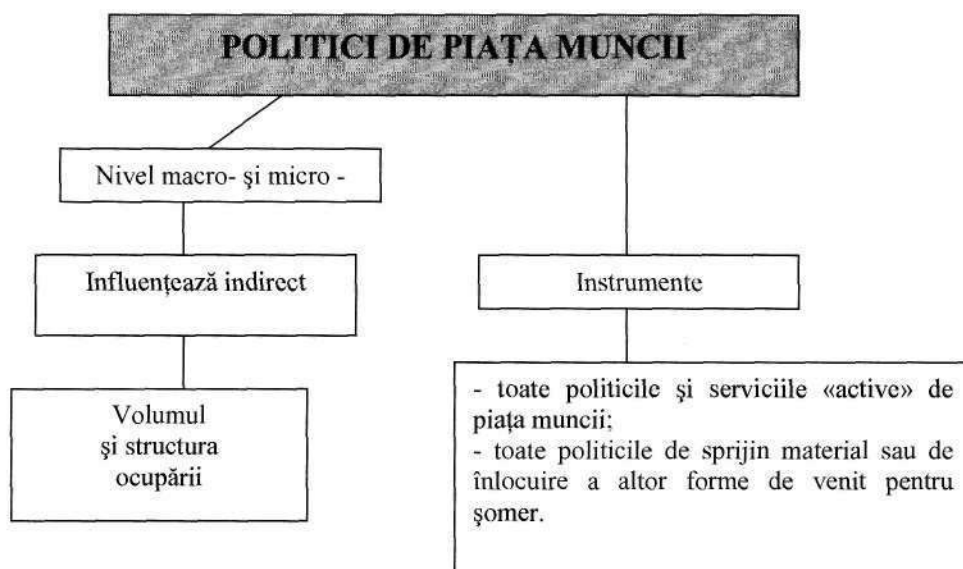 POLITICI DE PIAȚA MUNCII
Nivel macro- şi micro -
Influențează indirect
Instrumente
Volumul
şi structura
ocupării
- toate politicile şi serviciile «active» de
piața muncii;
- toate politicile de sprijin material sau de
înlocuire a altor forme de venit pentru
şomer.